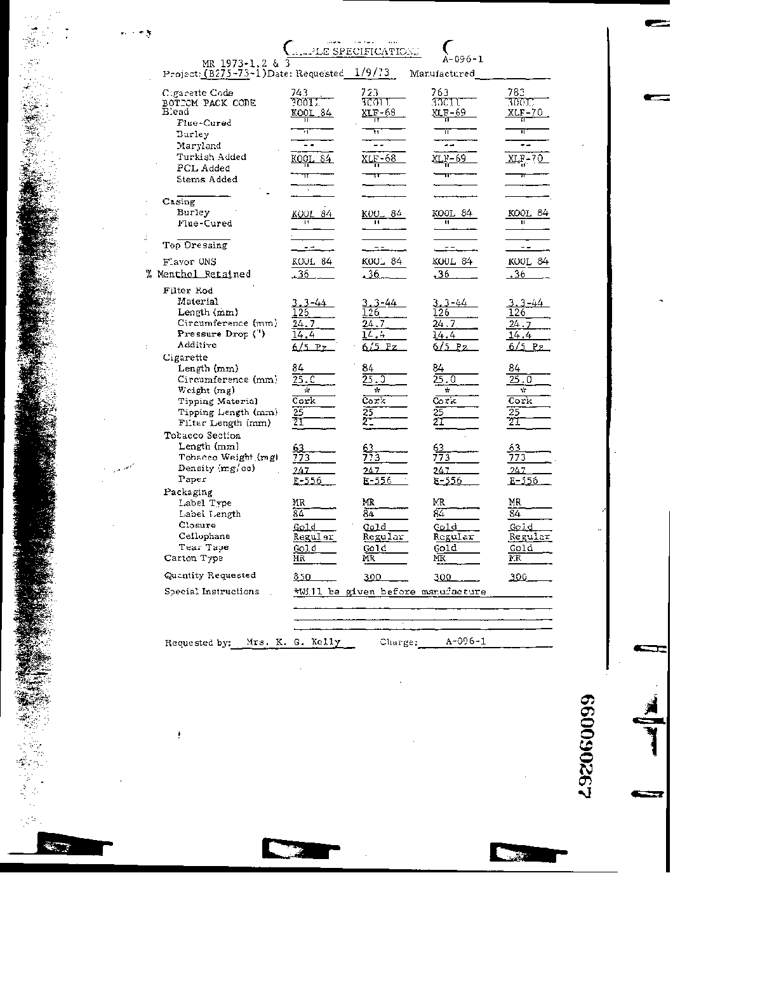 SPECIFICATIONS
A-096-1
MR 1973-1,2 & 3
Project: (B275-73-1) Date: Requested 1/9/73 Manufactured
Cigarette Code 743 723 763 783
BOTTOM PACK CODE 30011 30011 30011 30011
Blend KOOL 84 XLF-68 XLF-69 XLF-70
Flue-Cured " " " "
Burley " " " "
Maryland -- -- -- --
Turkish Added KOOL 84 XLF-68 XLF-69 XLF-70
PCL Added " " " "
Stems Added " " " "
Casing
Burley KOOL 84 KOOL 84 KOOL 84 KOOL 84
Flue-Cured " " " "
Top Dressing -- -- -- --
Flavor ONS KOOL 84 KOOL 84 KOOL 84 KOOL 84
% Menthol Retained .36 .36 .36 .36
Filter Rod
Material 3.3-44 3.3-44 3.3-44 3.3-44
Length (mm) 126 126 126 126
Circumference (mm) 24.7 24.7 24.7 24.7
Pressure Drop (") 14.4 14.4 14.4 14.4
Additive 6/5 Pz 6/5 Pz 6/5 Pz 6/5 Pz
Cigarette
Length (mm) 84 84 84 84
Circumference (mm) 25.0 25.0 25.0 25.0
Weight (mg) * * * *
Tipping Material Cork Cork Cork Cork
Tipping Length (mm) 25 25 25 25
Filter Length (mm) 21 21 21 21
Tobacco Section
Length (mm) 63 63 63 63
Tobacco Weight (mg) 773 773 773 773
Density (mg/cc) 247 247 247 247
Paper E-556 E-556 E-556 E-556
Packaging
Label Type MR MR MR MR
Label Length 84 84 84 84
Closure Gold Gold Gold Gold
Cellophane Regular Regular Regular Regular
Tear Tape Gold Gold Gold Gold
Carton Type MR MR MR MR
Quantity Requested 850 300 300 300
Special Instructions *Will be given before manufacture
Requested by: Mrs. K. G. Kelly Charge: A-096-1
660090267